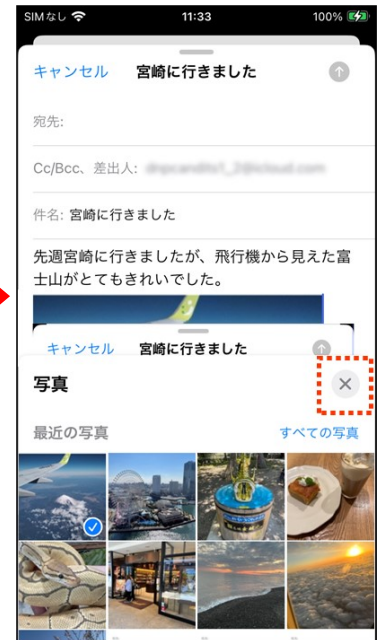 SIMなし 11:33 100%
キャンセル 宮崎に行きました
宛先:
Cc/Bcc、差出人:
件名: 宮崎に行きました
先週宮崎に行きましたが、飛行機から見えた富
士山がとてもきれいでした。
キャンセル 宮崎に行きました
写真
最近の写真 すべての写真